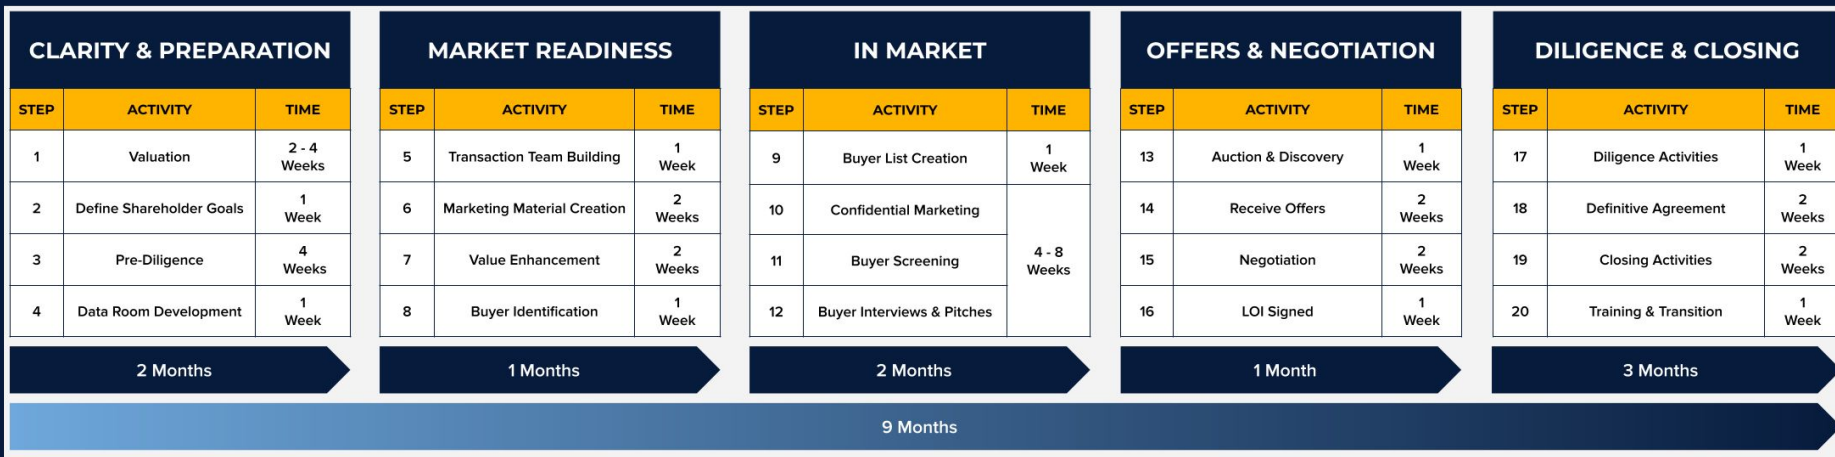 CLARITY & PREPARATION
STEP ACTIVITY TIME
1 Valuation 2 - 4 Weeks
2 Define Shareholder Goals 1 Week
3 Pre-Diligence 4 Weeks
4 Data Room Development 1 Week
2 Months
MARKET READINESS
STEP ACTIVITY TIME
5 Transaction Team Building 1 Week
6 Marketing Material Creation 2 Weeks
7 Value Enhancement 2 Weeks
8 Buyer Identification 1 Week
1 Months
IN MARKET
STEP ACTIVITY TIME
9 Buyer List Creation 1 Week
10 Confidential Marketing
11 Buyer Screening 4 - 8 Weeks
12 Buyer Interviews & Pitches
2 Months
OFFERS & NEGOTIATION
STEP ACTIVITY TIME
13 Auction & Discovery 1 Week
14 Receive Offers 2 Weeks
15 Negotiation 2 Weeks
16 LOI Signed 1 Week
1 Month
DILIGENCE & CLOSING
STEP ACTIVITY TIME
17 Diligence Activities 1 Week
18 Definitive Agreement 2 Weeks
19 Closing Activities 2 Weeks
20 Training & Transition 1 Week
3 Months
9 Months